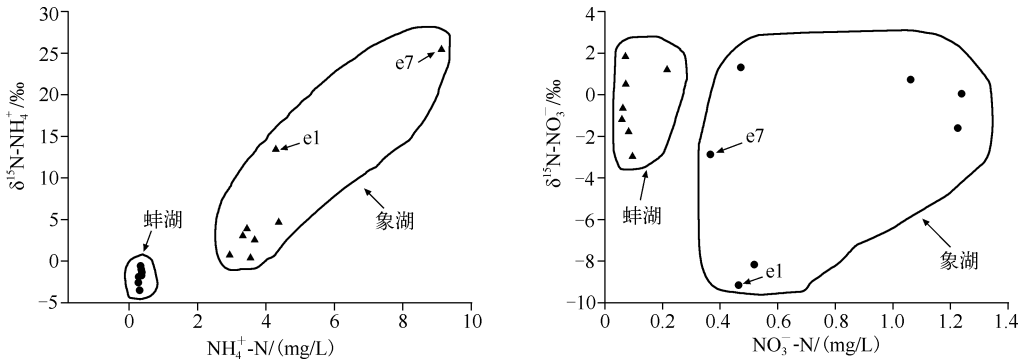 30
25
20
15
10
5
0
−5
δ¹⁵N-NH₄⁺/‰
e7
e1
蚌湖
象湖
0 2 4 6 8 10
NH₄⁺-N/(mg/L)
4
2
0
−2
−4
−6
−8
−10
δ¹⁵N-NO₃⁻/‰
e7
蚌湖
e1
象湖
0 0.2 0.4 0.6 0.8 1.0 1.2 1.4
NO₃⁻-N/(mg/L)